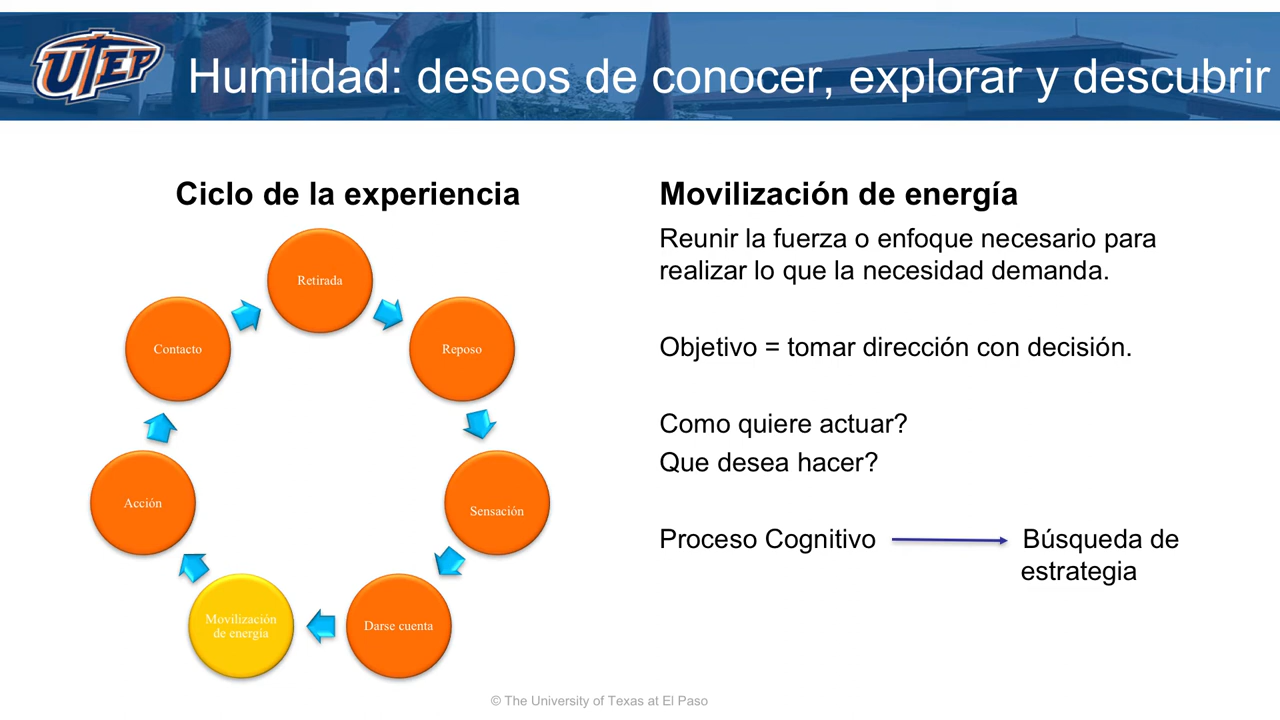 UTEP
Humildad: deseos de conocer, explorar y descubrir
Ciclo de la experiencia
Retirada
Reposo
Sensación
Darse cuenta
Movilización
de energía
Acción
Contacto
Movilización de energía
Reunir la fuerza o enfoque necesario para
realizar lo que la necesidad demanda.
Objetivo = tomar dirección con decisión.
Como quiere actuar?
Que desea hacer?
Proceso Cognitivo
Búsqueda de
estrategia
© The University of Texas at El Paso